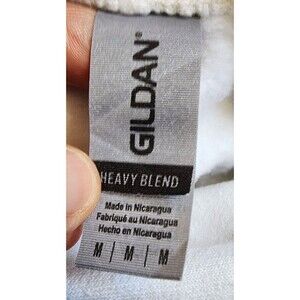 GILDAN®
HEAVY BLEND
Made in Nicaragua
Fabriqué au Nicaragua
Hecho en Nicaragua
M | M | M